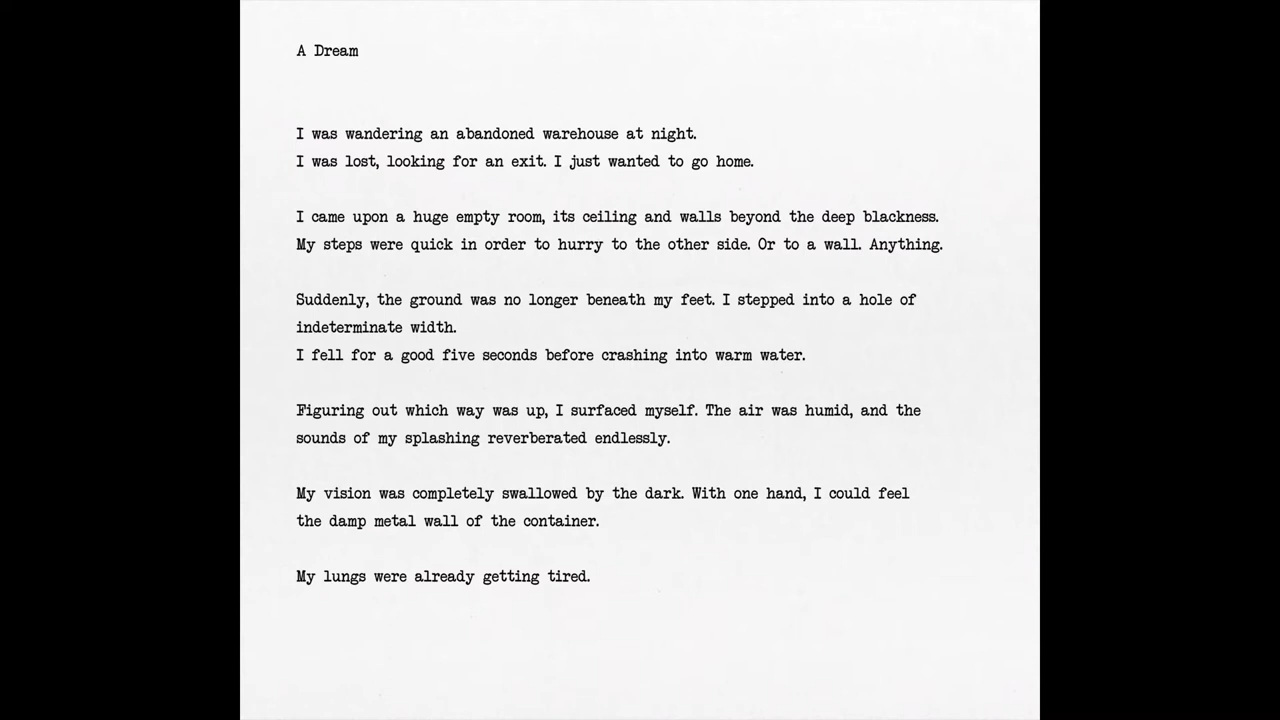 A Dream
I was wandering an abandoned warehouse at night.
I was lost, looking for an exit. I just wanted to go home.
I came upon a huge empty room, its ceiling and walls beyond the deep blackness.
My steps were quick in order to hurry to the other side. Or to a wall. Anything.
Suddenly, the ground was no longer beneath my feet. I stepped into a hole of
indeterminate width.
I fell for a good five seconds before crashing into warm water.
Figuring out which way was up, I surfaced myself. The air was humid, and the
sounds of my splashing reverberated endlessly.
My vision was completely swallowed by the dark. With one hand, I could feel
the damp metal wall of the container.
My lungs were already getting tired.